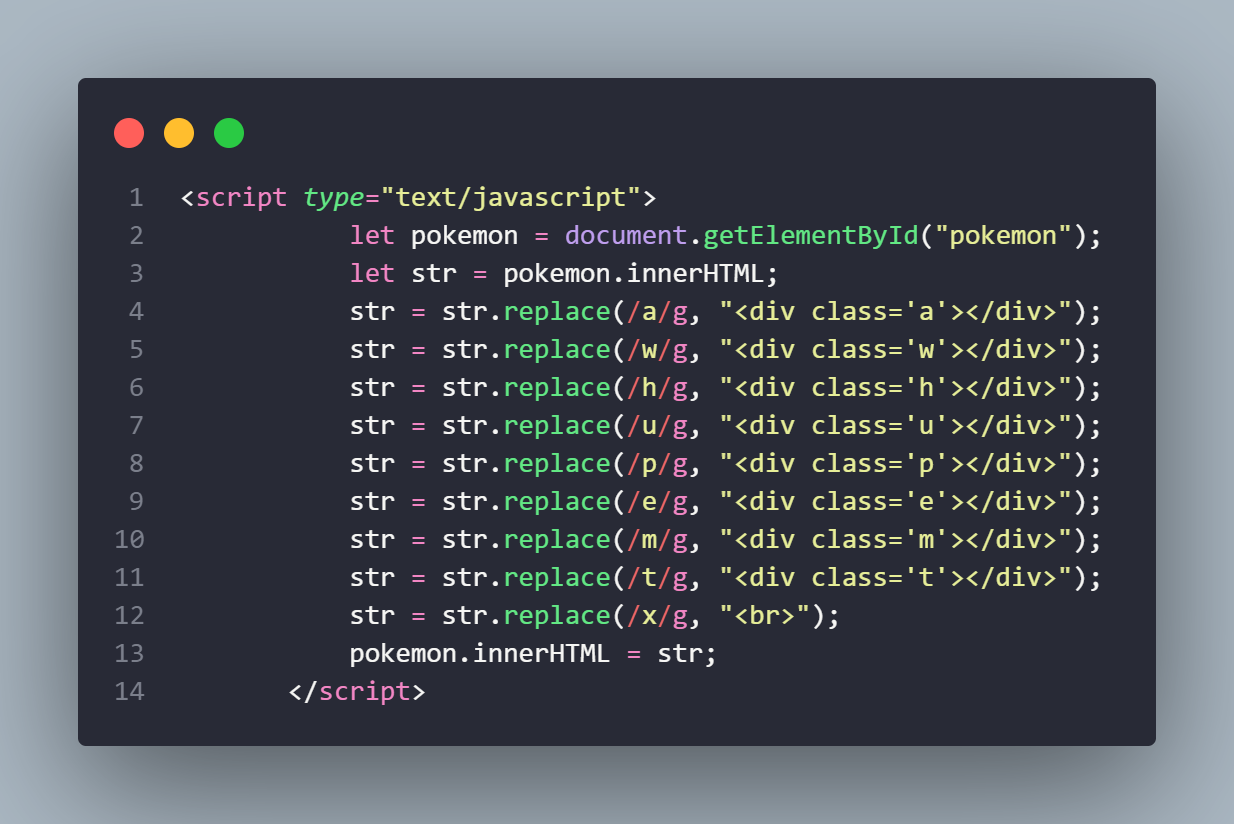 1 <script type="text/javascript">
2 let pokemon = document.getElementById("pokemon");
3 let str = pokemon.innerHTML;
4 str = str.replace(/a/g, "<div class='a'></div>");
5 str = str.replace(/w/g, "<div class='w'></div>");
6 str = str.replace(/h/g, "<div class='h'></div>");
7 str = str.replace(/u/g, "<div class='u'></div>");
8 str = str.replace(/p/g, "<div class='p'></div>");
9 str = str.replace(/e/g, "<div class='e'></div>");
10 str = str.replace(/m/g, "<div class='m'></div>");
11 str = str.replace(/t/g, "<div class='t'></div>");
12 str = str.replace(/x/g, "<br>");
13 pokemon.innerHTML = str;
14 </script>